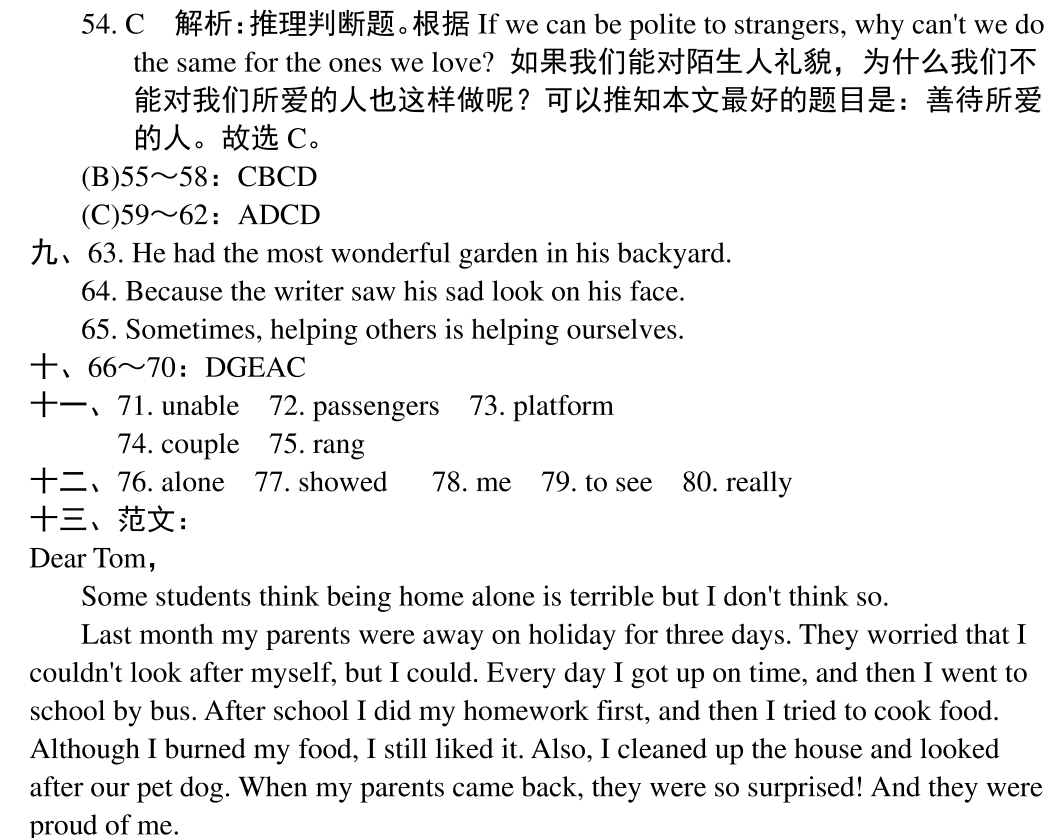 54. C 解析：推理判断题。根据 If we can be polite to strangers, why can't we do
the same for the ones we love? 如果我们能对陌生人礼貌，为什么我们不
能对我们所爱的人也这样做呢？可以推知本文最好的题目是：善待所爱
的人。故选 C。
(B)55～58：CBCD
(C)59～62：ADCD
九、63. He had the most wonderful garden in his backyard.
64. Because the writer saw his sad look on his face.
65. Sometimes, helping others is helping ourselves.
十、66～70：DGEAC
十一、71. unable 72. passengers 73. platform
74. couple 75. rang
十二、76. alone 77. showed 78. me 79. to see 80. really
十三、范文：
Dear Tom，
Some students think being home alone is terrible but I don't think so.
Last month my parents were away on holiday for three days. They worried that I
couldn't look after myself, but I could. Every day I got up on time, and then I went to
school by bus. After school I did my homework first, and then I tried to cook food.
Although I burned my food, I still liked it. Also, I cleaned up the house and looked
after our pet dog. When my parents came back, they were so surprised! And they were
proud of me.